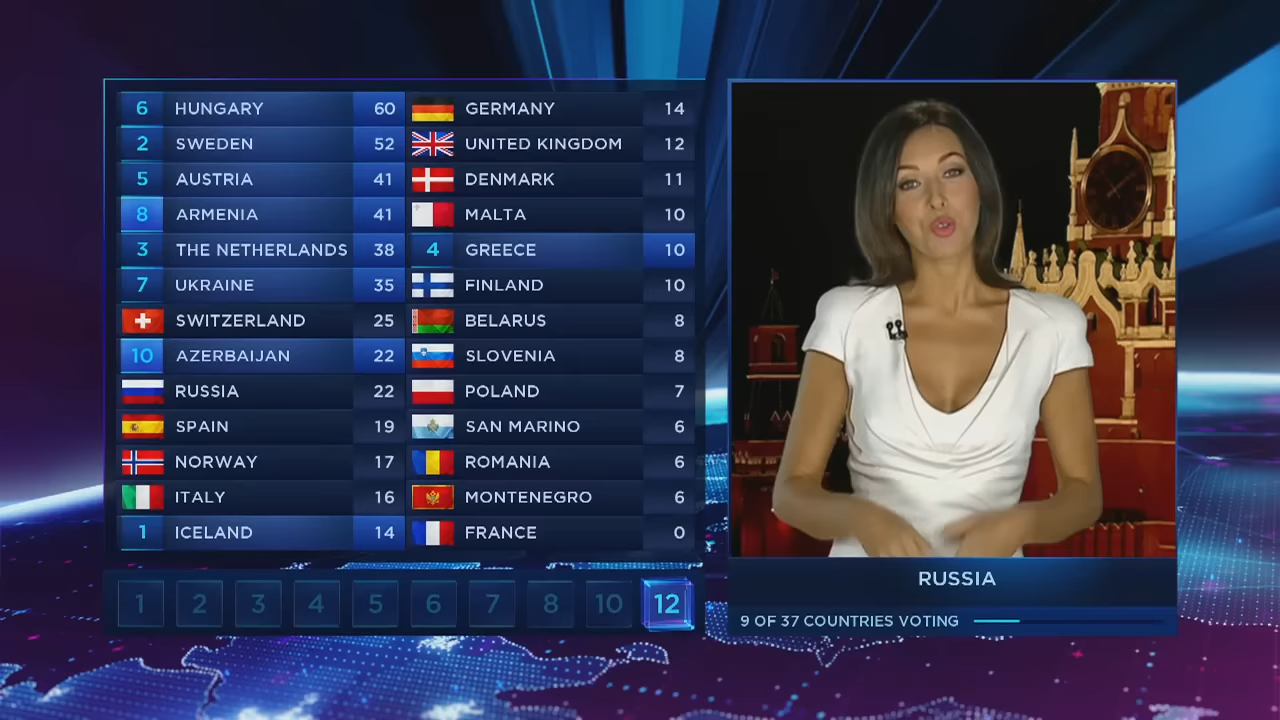 6 HUNGARY 60
2 SWEDEN 52
5 AUSTRIA 41
8 ARMENIA 41
3 THE NETHERLANDS 38
7 UKRAINE 35
SWITZERLAND 25
10 AZERBAIJAN 22
RUSSIA 22
SPAIN 19
NORWAY 17
ITALY 16
1 ICELAND 14
GERMANY 14
UNITED KINGDOM 12
DENMARK 11
MALTA 10
4 GREECE 10
FINLAND 10
BELARUS 8
SLOVENIA 8
POLAND 7
SAN MARINO 6
ROMANIA 6
MONTENEGRO 6
FRANCE 0
1 2 3 4 5 6 7 8 10 12
RUSSIA
9 OF 37 COUNTRIES VOTING